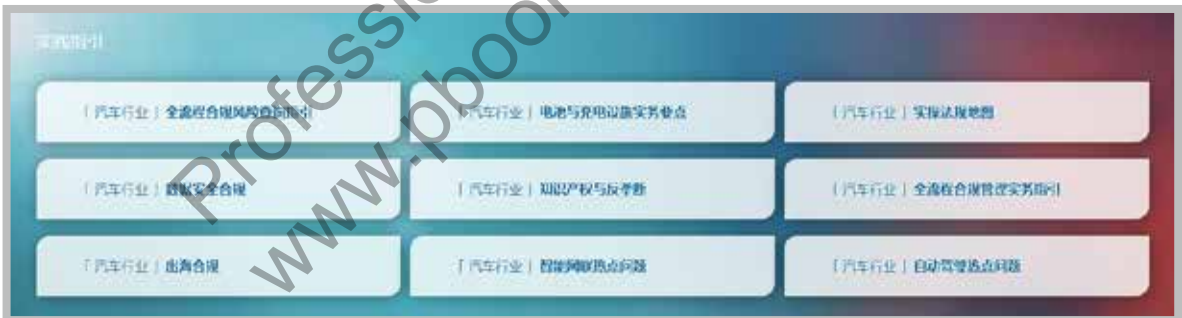 实践指引
「汽车行业」全流程合规风险查询指引
「汽车行业」电池与充电设施实务要点
「汽车行业」实操法规地图
「汽车行业」数据安全合规
「汽车行业」知识产权与反垄断
「汽车行业」全流程合规管理实务指引
「汽车行业」出海合规
「汽车行业」智能网联热点问题
「汽车行业」自动驾驶热点问题